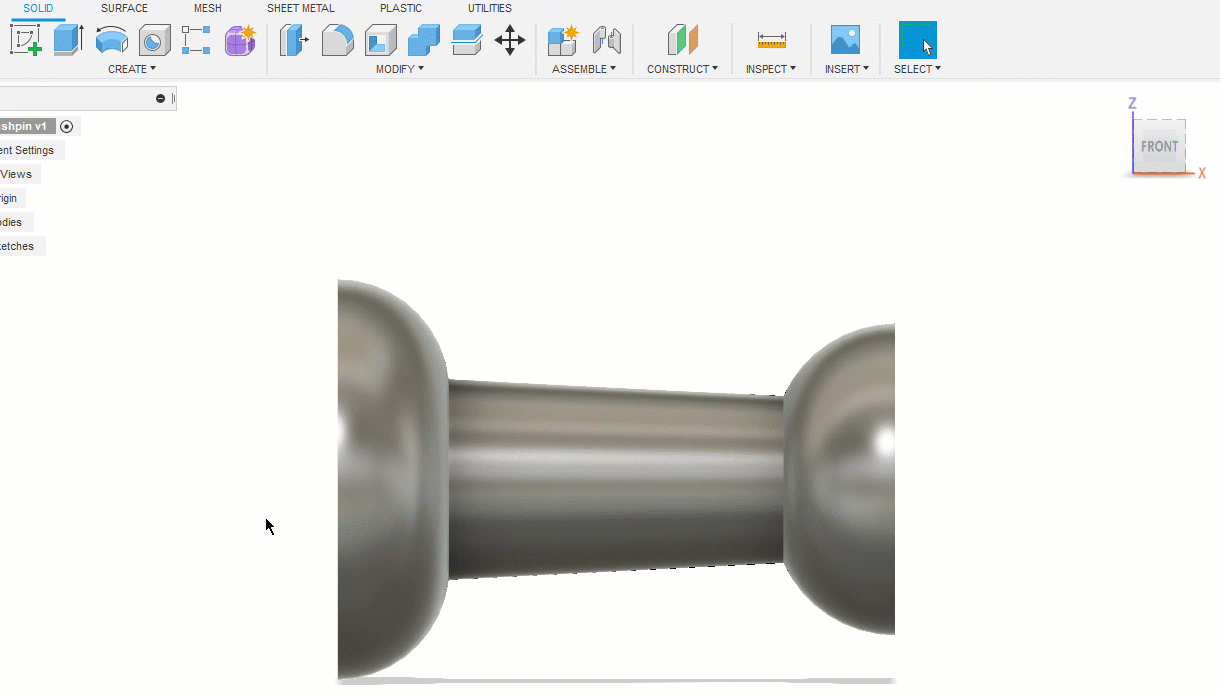 SOLID SURFACE MESH SHEET METAL PLASTIC UTILITIES
CREATE MODIFY ASSEMBLE CONSTRUCT INSPECT INSERT SELECT
shpin v1
ent Settings
Views
igin
odies
etches
Z
FRONT
X